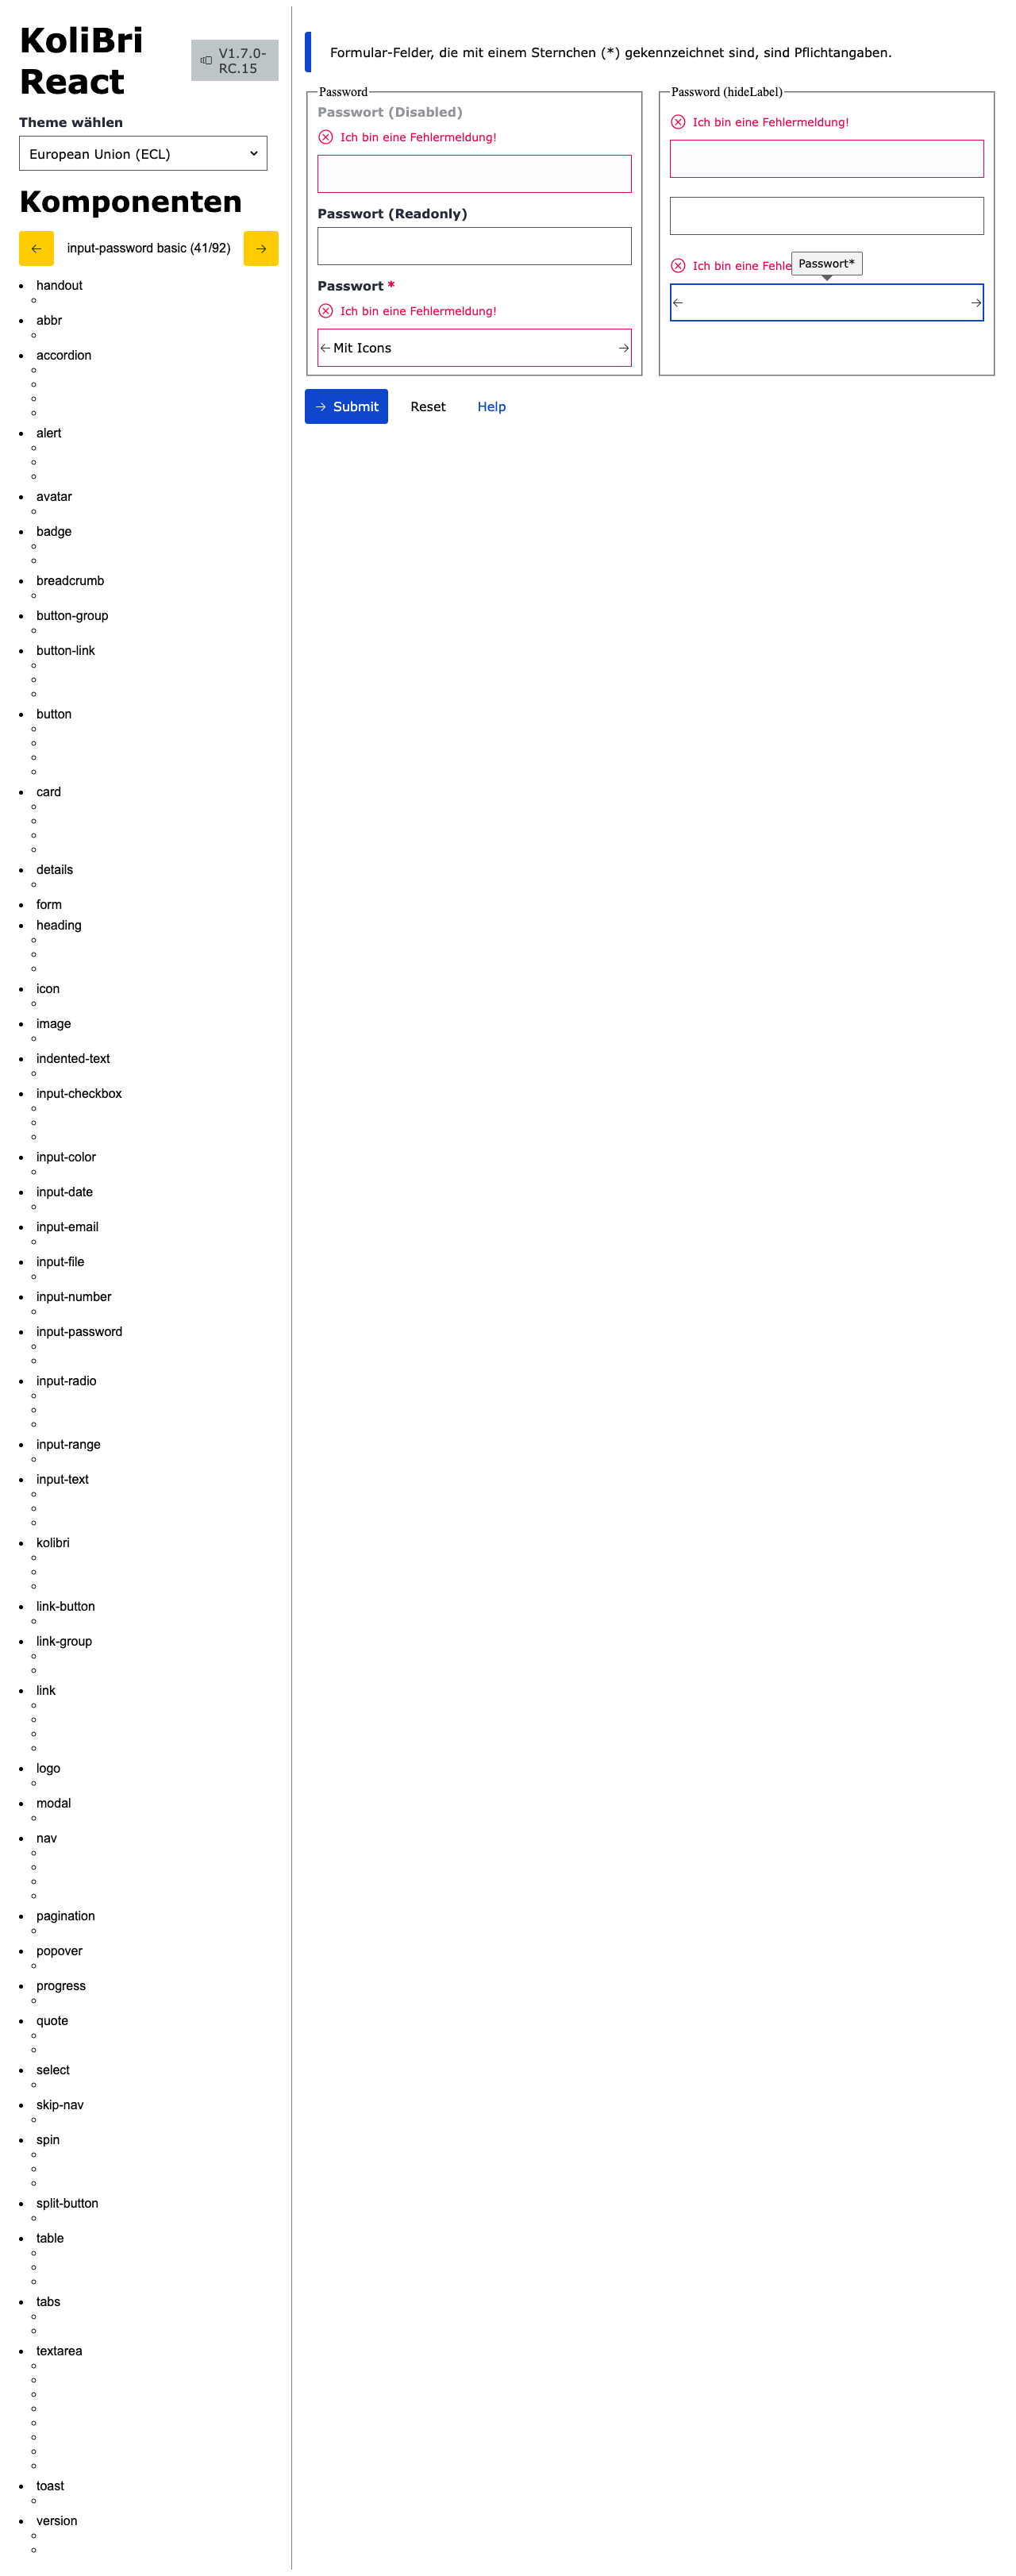 KoliBri
React
V1.7.0-
RC.15
Theme wählen
European Union (ECL)
Komponenten
input-password basic (41/92)
handout
abbr
accordion
alert
avatar
badge
breadcrumb
button-group
button-link
button
card
details
form
heading
icon
image
indented-text
input-checkbox
input-color
input-date
input-email
input-file
input-number
input-password
input-radio
input-range
input-text
kolibri
link-button
link-group
link
logo
modal
nav
pagination
popover
progress
quote
select
skip-nav
spin
split-button
table
tabs
textarea
toast
version
Formular-Felder, die mit einem Sternchen (*) gekennzeichnet sind, sind Pflichtangaben.
Password
Passwort (Disabled)
Ich bin eine Fehlermeldung!
Passwort (Readonly)
Passwort *
Ich bin eine Fehlermeldung!
Mit Icons
Password (hideLabel)
Ich bin eine Fehlermeldung!
Ich bin eine Fehle
Passwort*
Submit
Reset
Help